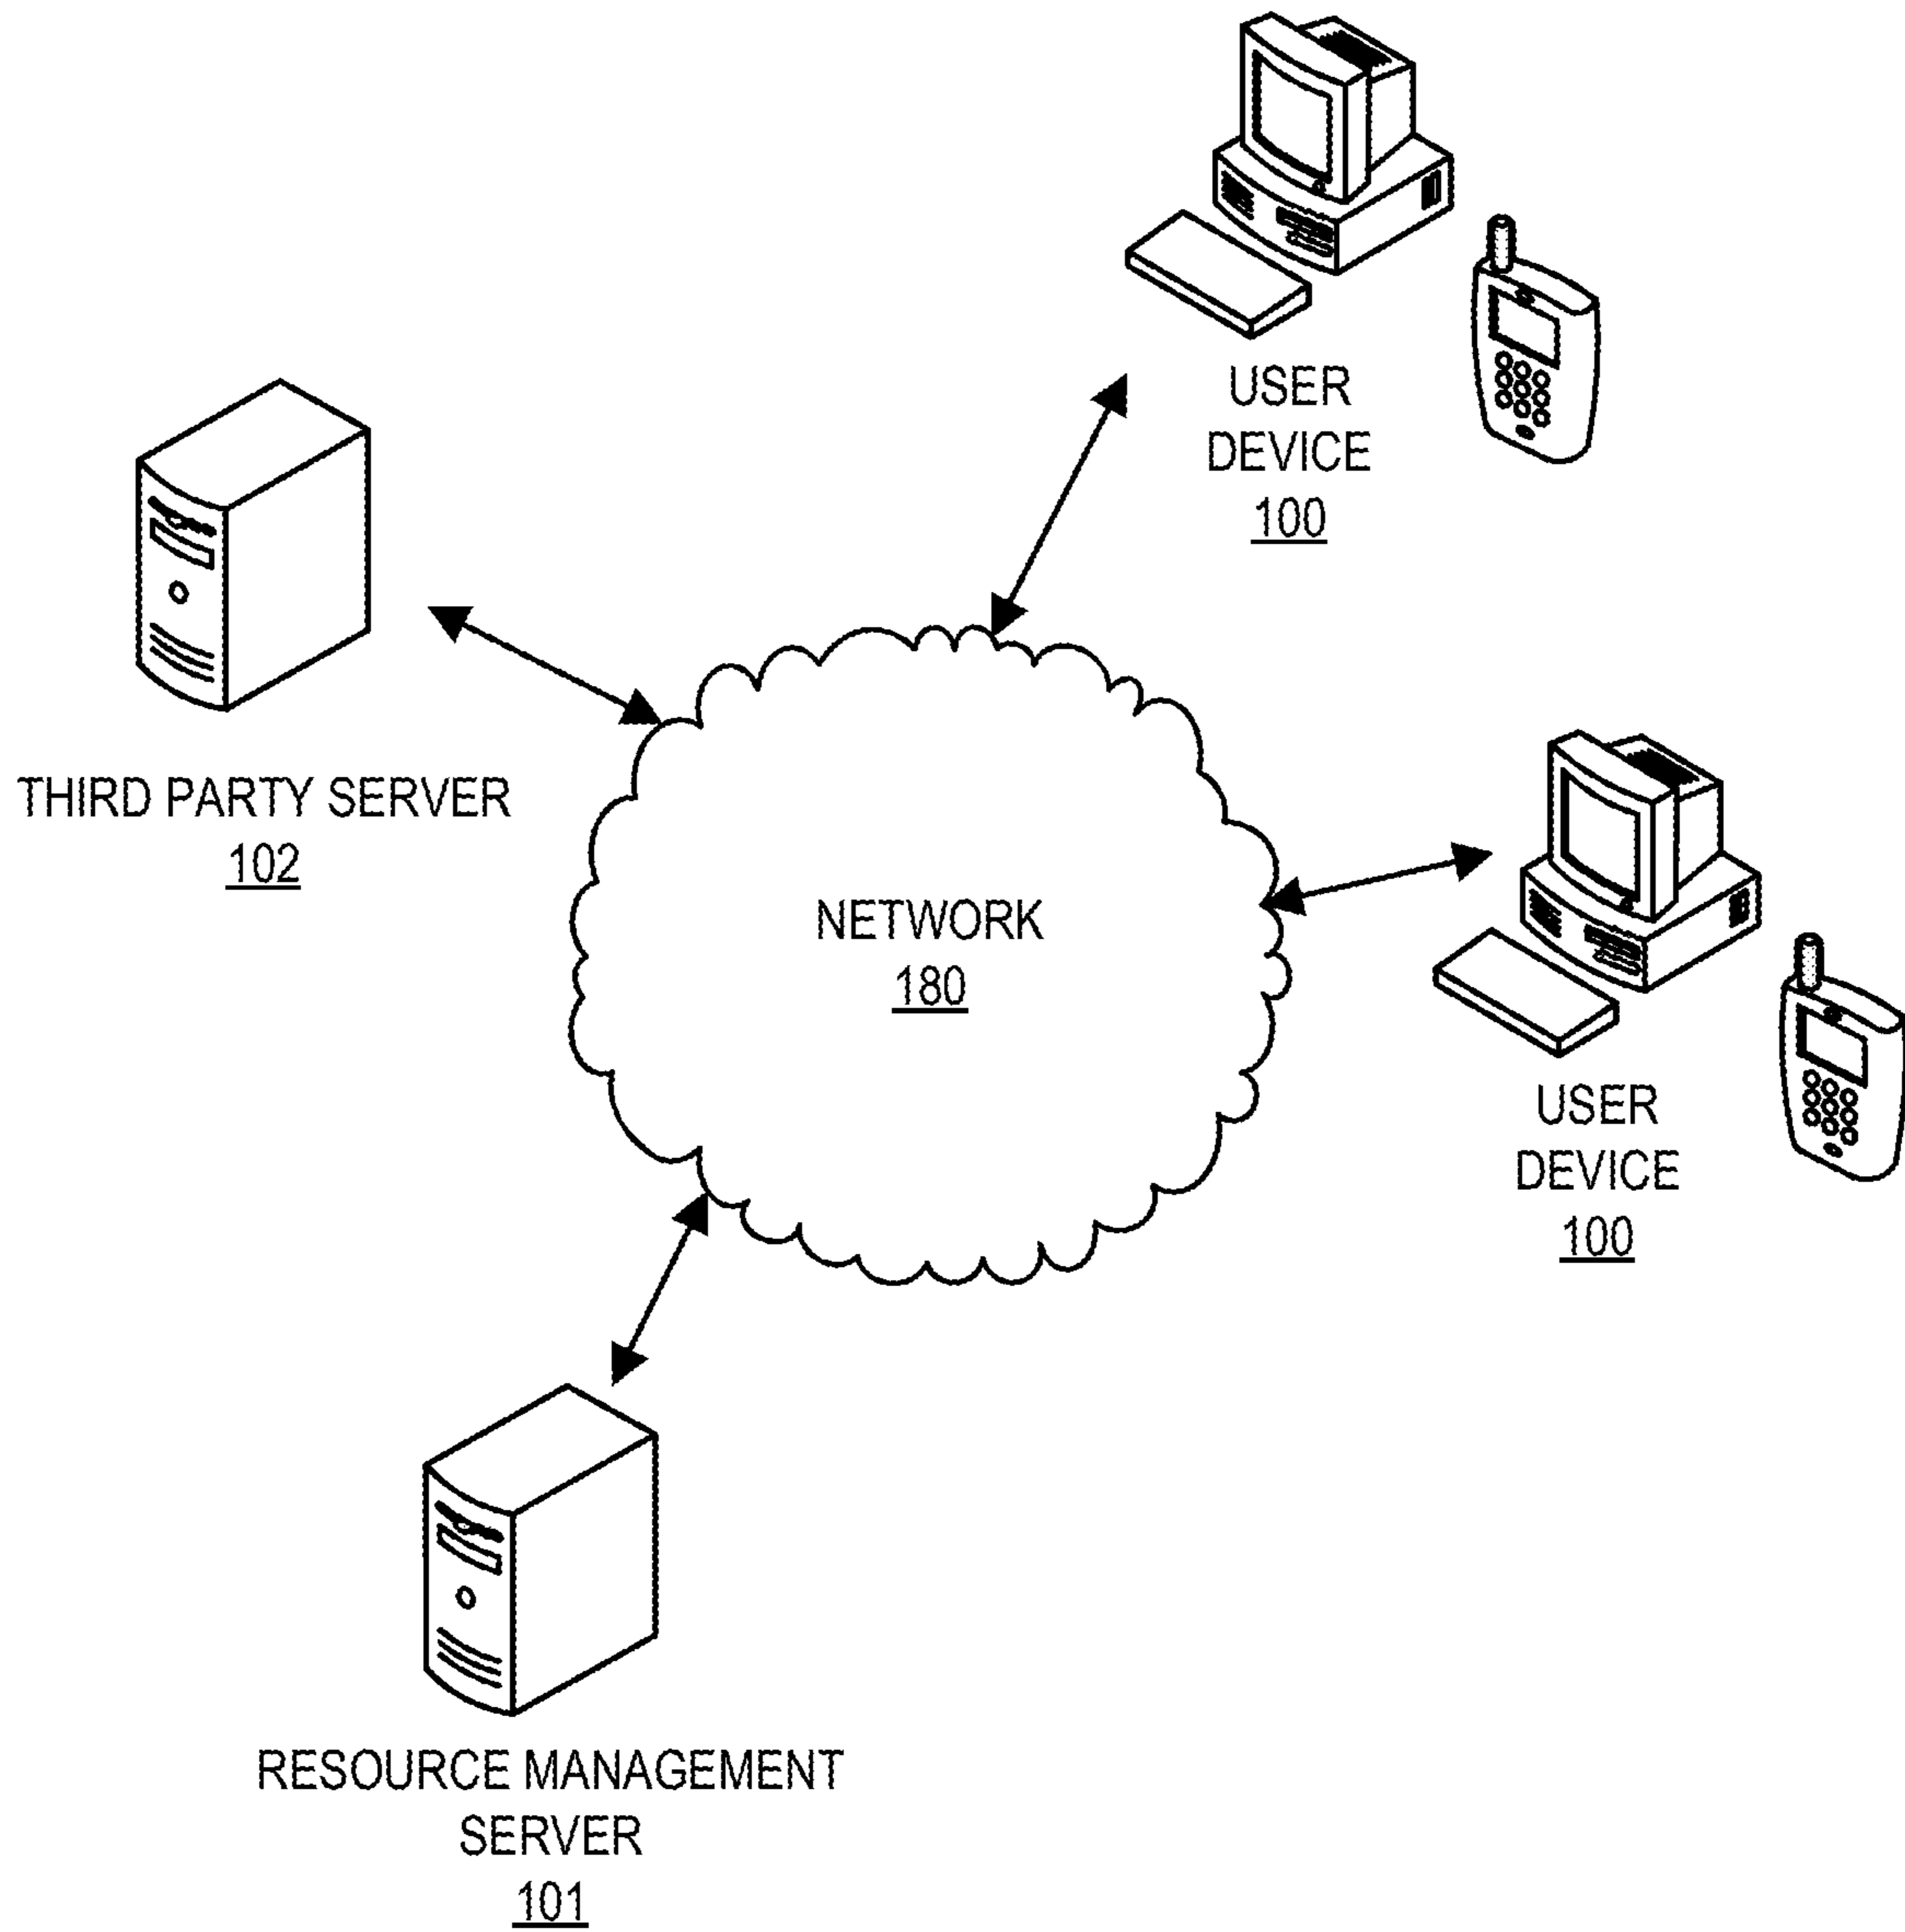 USER
DEVICE
100
THIRD PARTY SERVER
102
NETWORK
180
USER
DEVICE
100
RESOURCE MANAGEMENT
SERVER
101